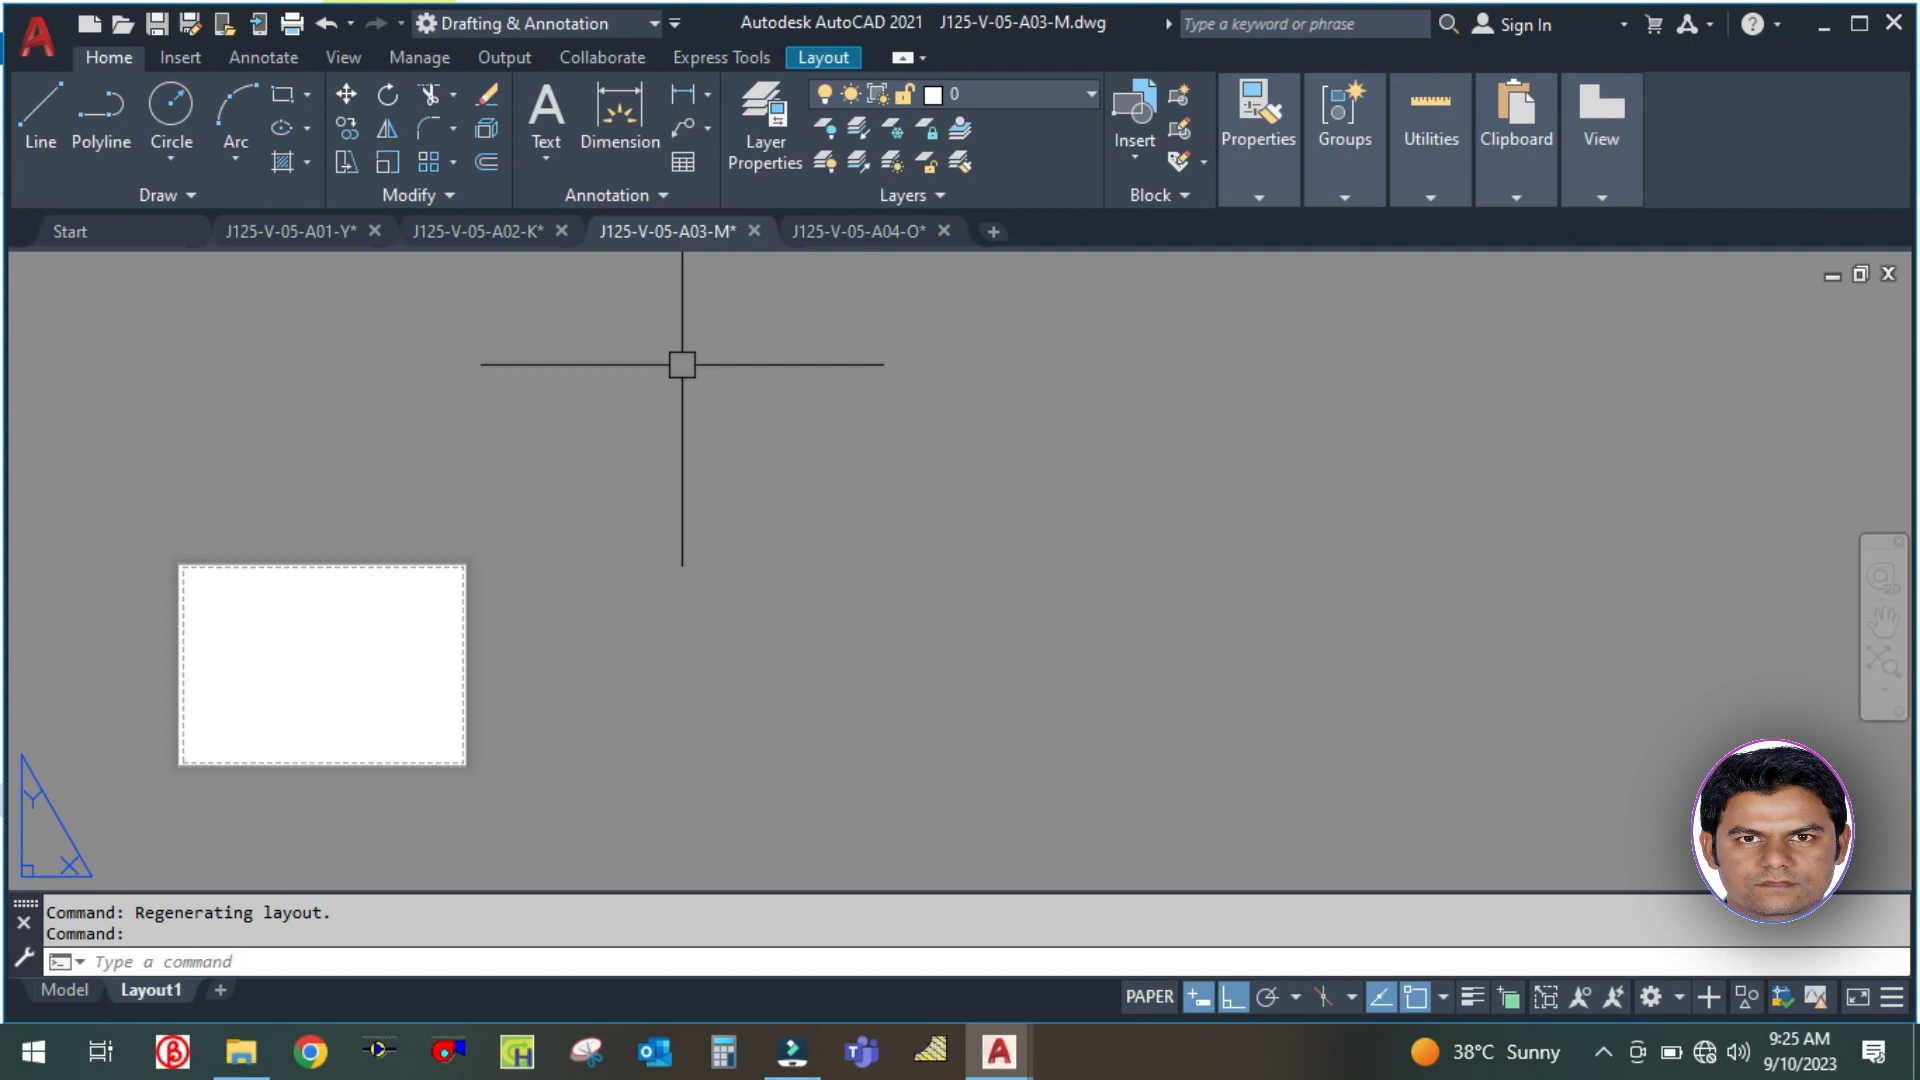 Drafting & Annotation
Autodesk AutoCAD 2021 J125-V-05-A03-M.dwg
Type a keyword or phrase
Sign In
Home Insert Annotate View Manage Output Collaborate Express Tools Layout
0
Line Polyline Circle Arc
Text Dimension
Layer
Properties
Insert
Properties Groups Utilities Clipboard View
Draw Modify Annotation Layers Block
Start J125-V-05-A01-Y* J125-V-05-A02-K* J125-V-05-A03-M* J125-V-05-A04-O*
Y
X
Command: Regenerating layout.
Command:
Type a command
Model Layout1 +
PAPER
38°C Sunny
9:25 AM
9/10/2023